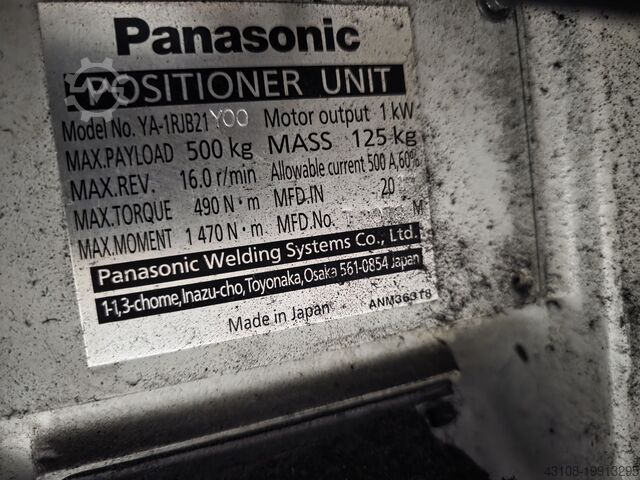 Panasonic
POSITIONER UNIT
Model No. YA-1RJB21Y00 Motor output 1 kW
MAX.PAYLOAD 500 kg MASS 125 kg
MAX.REV. 16.0 r/min Allowable current 500 A,60%
MAX.TORQUE 490 N·m MFD.IN 20
MAX.MOMENT 1 470 N·m MFD.No. M
Panasonic Welding Systems Co., Ltd.
1-1,3-chome,Inazu-cho,Toyonaka,Osaka 561-0854 Japan
Made in Japan ANM36318
43108-19913295